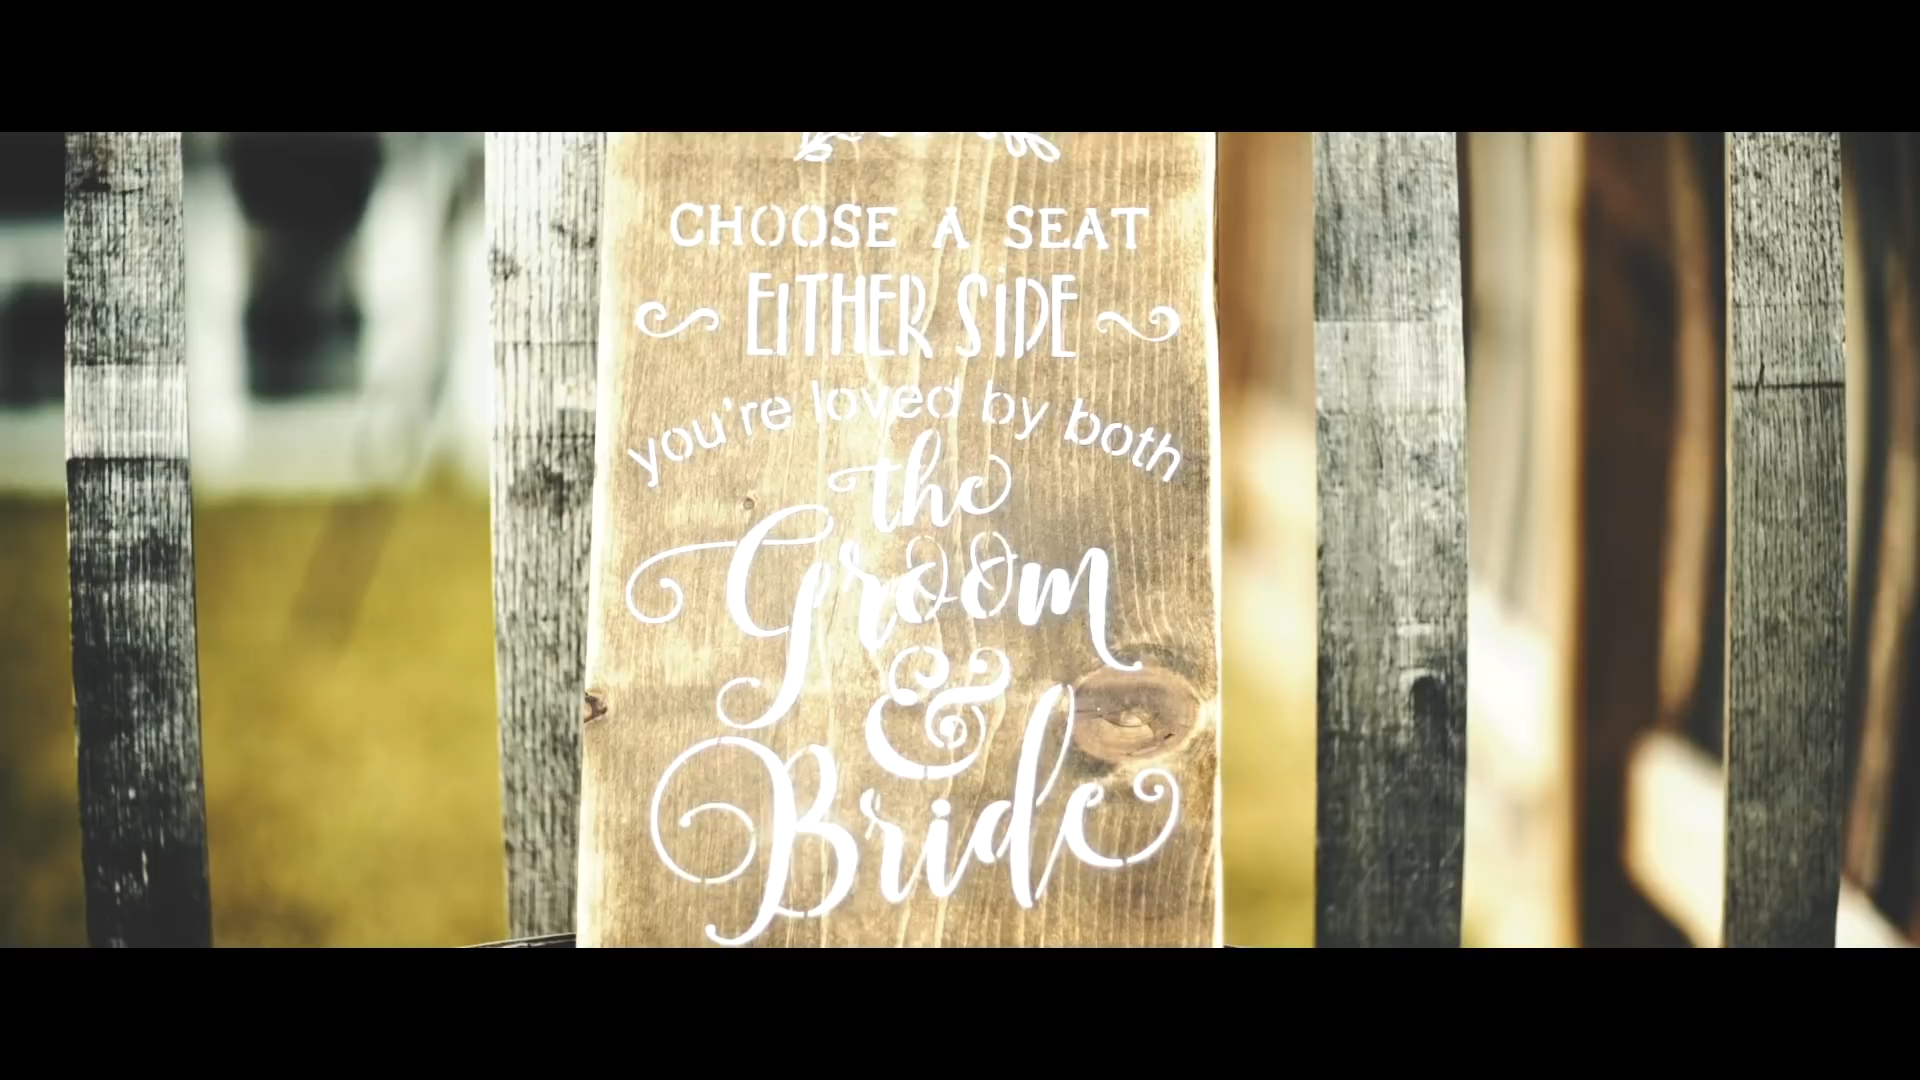 CHOOSE A SEAT
EITHER SIDE
you're loved by both
the
Groom
&
Bride